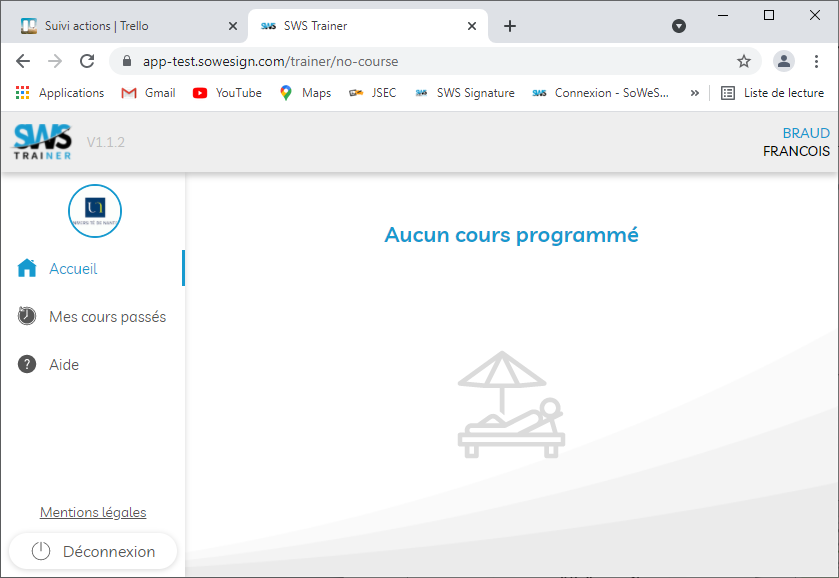 Suivi actions | Trello
SWS Trainer
app-test.sowesign.com/trainer/no-course
Applications
Gmail
YouTube
Maps
JSEC
SWS Signature
Connexion - SoWeS...
Liste de lecture
SWS
TRAINER
V1.1.2
BRAUD
FRANCOIS
Accueil
Mes cours passés
Aide
Mentions légales
Déconnexion
Aucun cours programmé